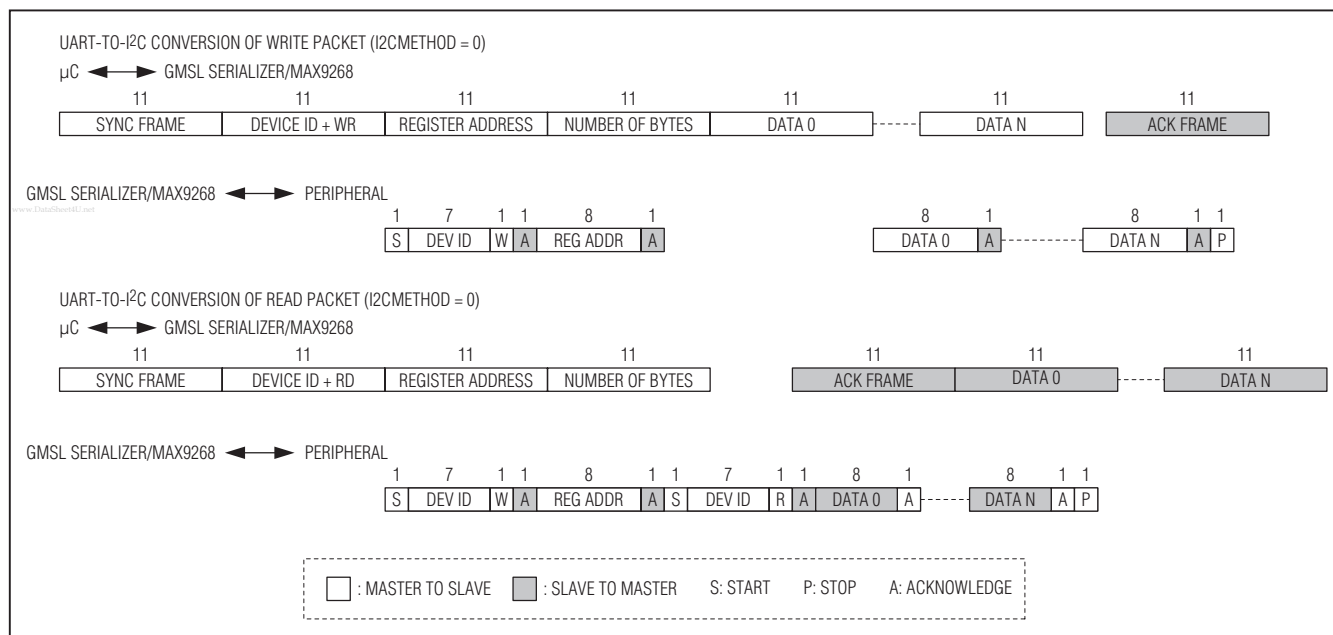 UART-TO-I2C CONVERSION OF WRITE PACKET (I2CMETHOD = 0)
µC GMSL SERIALIZER/MAX9268
11 11 11 11 11 11 11
SYNC FRAME DEVICE ID + WR REGISTER ADDRESS NUMBER OF BYTES DATA 0 DATA N ACK FRAME
GMSL SERIALIZER/MAX9268 PERIPHERAL
www.DataSheet4U.net
1 7 1 1 8 1 8 1 8 1 1
S DEV ID W A REG ADDR A DATA 0 A DATA N A P
UART-TO-I2C CONVERSION OF READ PACKET (I2CMETHOD = 0)
µC GMSL SERIALIZER/MAX9268
11 11 11 11 11 11 11
SYNC FRAME DEVICE ID + RD REGISTER ADDRESS NUMBER OF BYTES ACK FRAME DATA 0 DATA N
GMSL SERIALIZER/MAX9268 PERIPHERAL
1 7 1 1 8 1 1 7 1 1 8 1 8 1 1
S DEV ID W A REG ADDR A S DEV ID R A DATA 0 A DATA N A P
: MASTER TO SLAVE : SLAVE TO MASTER S: START P: STOP A: ACKNOWLEDGE